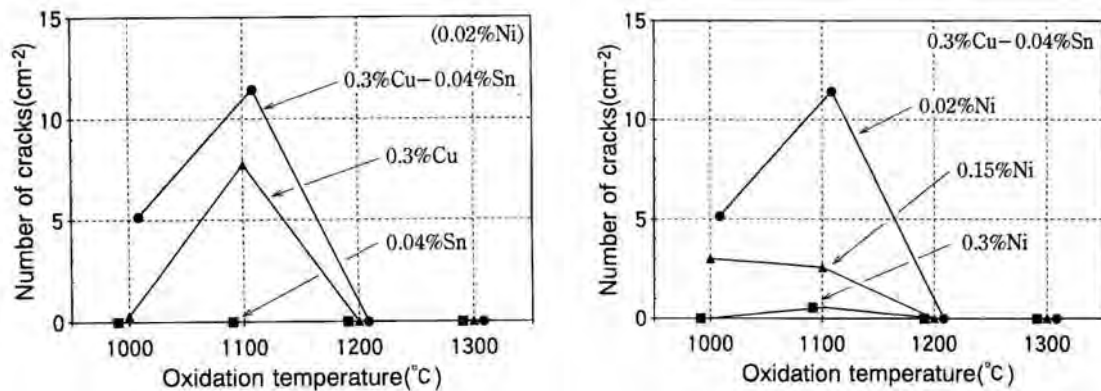 15
(0.02%Ni)
0.3%Cu−0.04%Sn
10
0.3%Cu
5
0.04%Sn
0
1000 1100 1200 1300
Number of cracks(cm⁻²)
Oxidation temperature(℃)
15
0.3%Cu−0.04%Sn
0.02%Ni
10
0.15%Ni
5
0.3%Ni
0
1000 1100 1200 1300
Number of cracks(cm⁻²)
Oxidation temperature(℃)